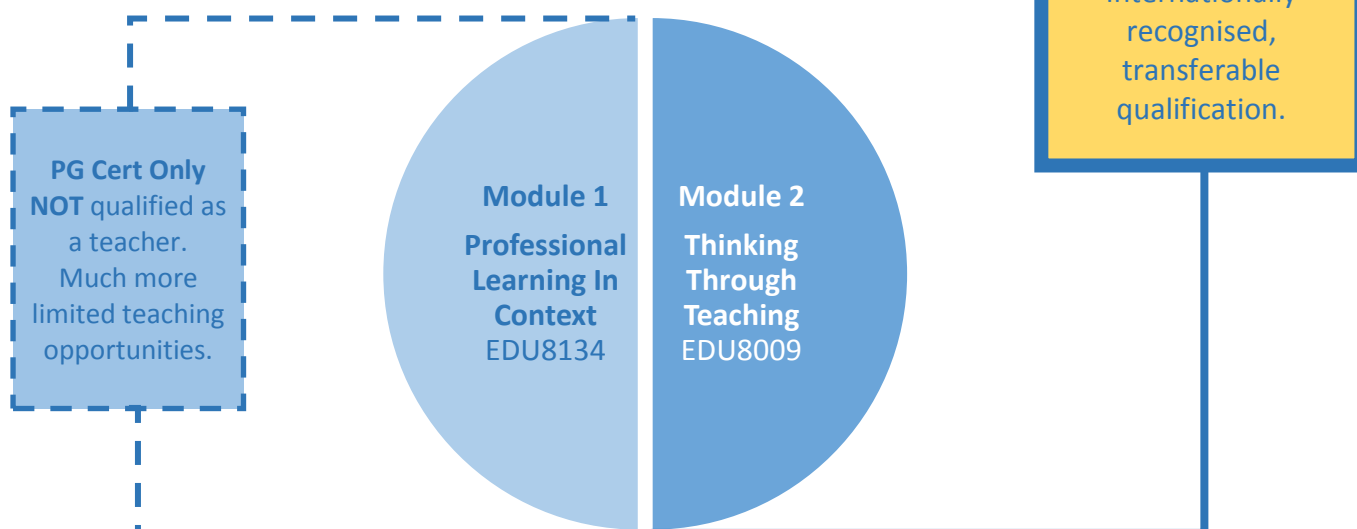 PG Cert Only
NOT qualified as
a teacher.
Much more
limited teaching
opportunities.
Module 1
Professional
Learning In
Context
EDU8134
Module 2
Thinking
Through
Teaching
EDU8009
recognised,
transferable
qualification.